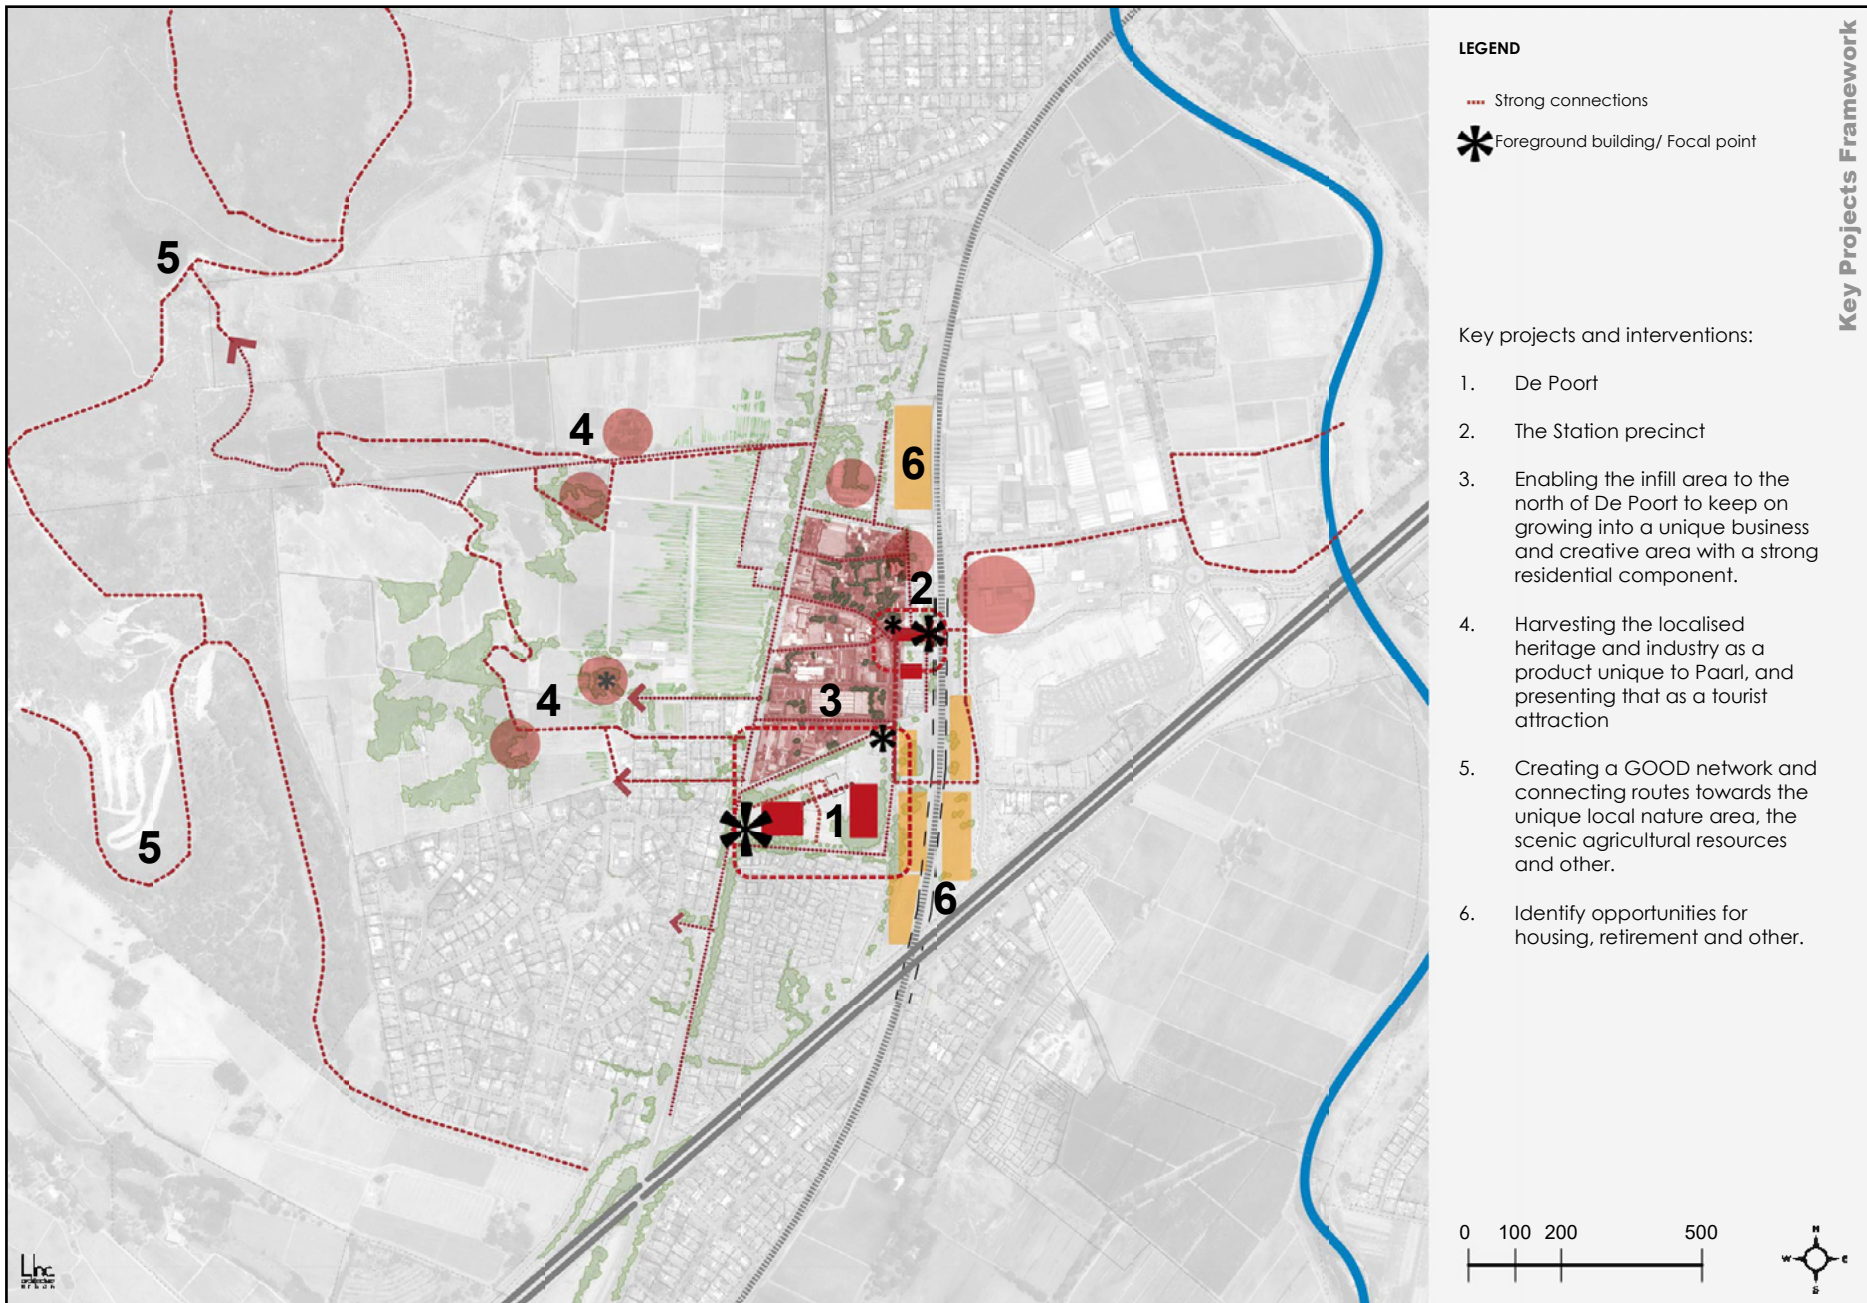 Key Projects Framework
LEGEND
Strong connections
Foreground building/ Focal point
Key projects and interventions:
1. De Poort
2. The Station precinct
3. Enabling the infill area to the
north of De Poort to keep on
growing into a unique business
and creative area with a strong
residential component.
4. Harvesting the localised
heritage and industry as a
product unique to Paarl, and
presenting that as a tourist
attraction
5. Creating a GOOD network and
connecting routes towards the
unique local nature area, the
scenic agricultural resources
and other.
6. Identify opportunities for
housing, retirement and other.
5
4
6
2
4
3
1
5
6
0 100 200 500
N
W E
S